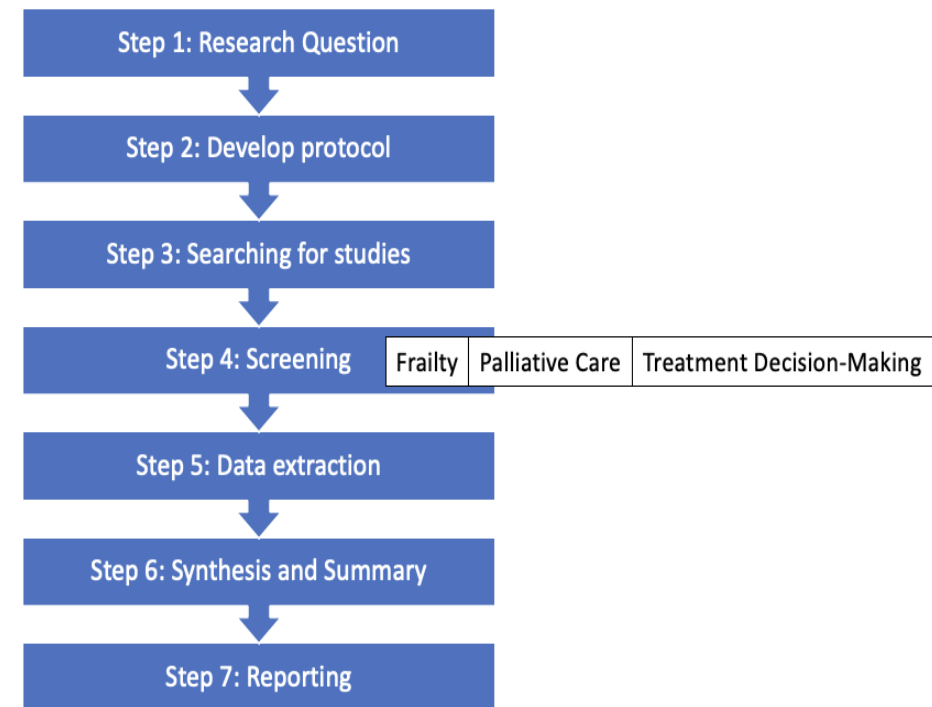 Step 1: Research Question
Step 2: Develop protocol
Step 3: Searching for studies
Step 4: Screening
Frailty
Palliative Care
Treatment Decision-Making
Step 5: Data extraction
Step 6: Synthesis and Summary
Step 7: Reporting